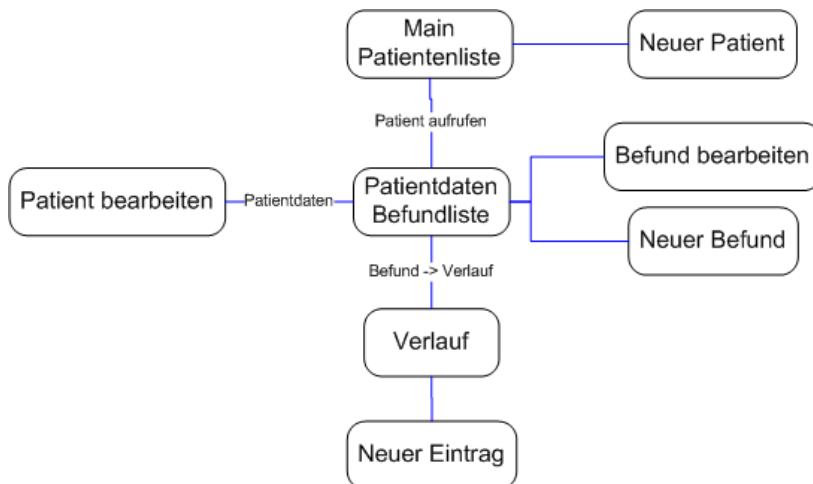 Main
Patientenliste
Neuer Patient
Patient aufrufen
Befund bearbeiten
Patient bearbeiten
Patientdaten
Patientdaten
Befundliste
Neuer Befund
Befund -> Verlauf
Verlauf
Neuer Eintrag